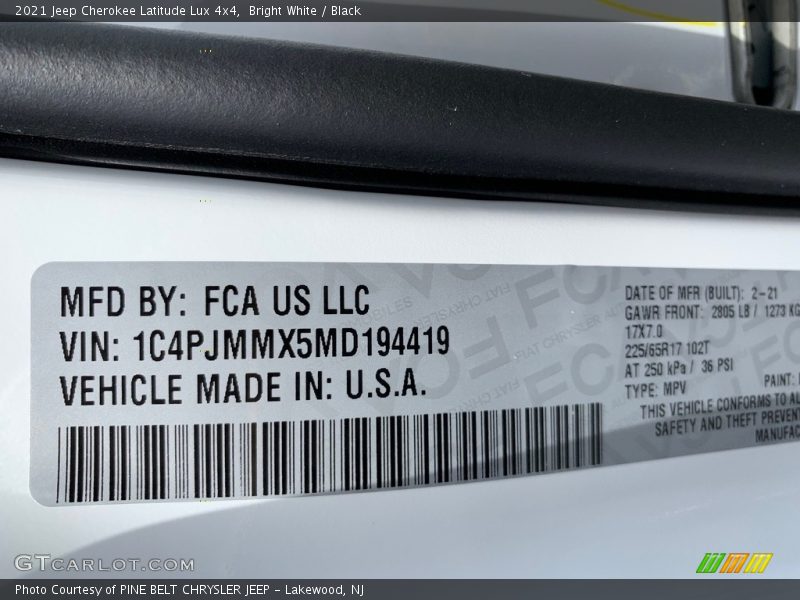 2021 Jeep Cherokee Latitude Lux 4x4, Bright White / Black
MFD BY: FCA US LLC
VIN: 1C4PJMMX5MD194419
VEHICLE MADE IN: U.S.A.
DATE OF MFR (BUILT): 2-21
GAWR FRONT: 2805 LB / 1273 KG
17X7.0
225/65R17 102T
AT 250 kPa / 36 PSI
TYPE: MPV PAINT:
THIS VEHICLE CONFORMS TO AL
SAFETY AND THEFT PREVENT
MANUFAC
GTCARLOT.COM
Photo Courtesy of PINE BELT CHRYSLER JEEP - Lakewood, NJ